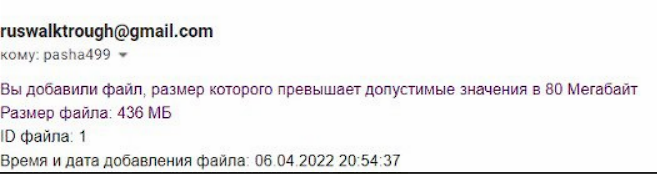 ruswalktrough@gmail.com
кому: pasha499
Вы добавили файл, размер которого превышает допустимые значения в 80 Мегабайт
Размер файла: 436 МБ
ID файла: 1
Время и дата добавления файла: 06.04.2022 20:54:37